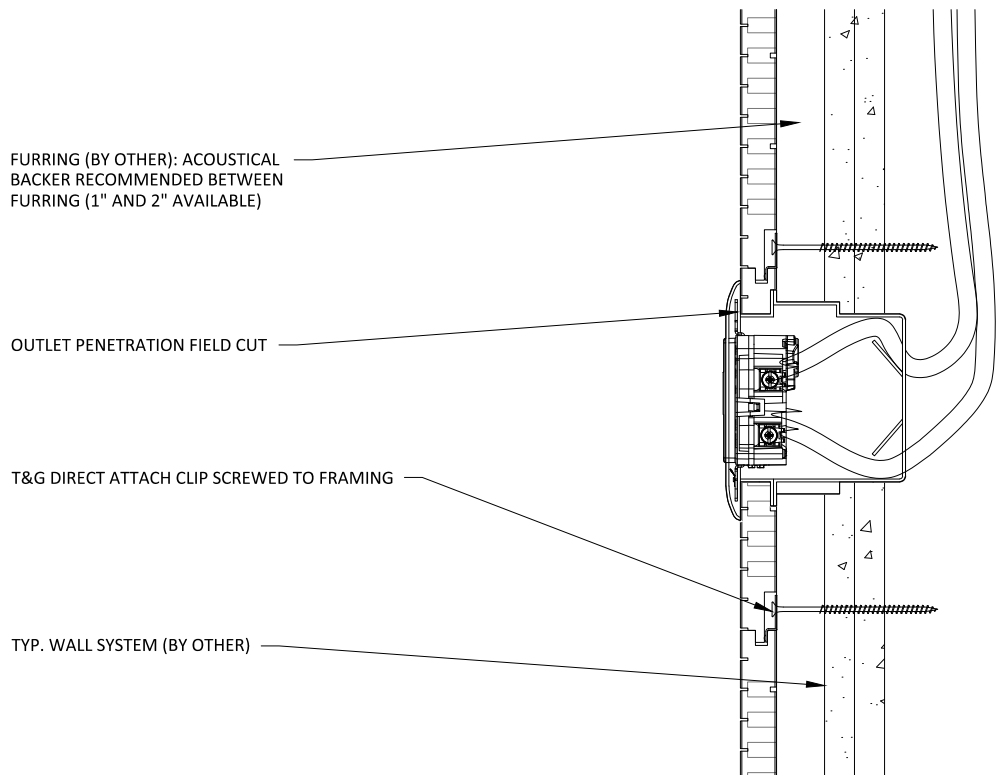 FURRING (BY OTHER): ACOUSTICAL
BACKER RECOMMENDED BETWEEN
FURRING (1" AND 2" AVAILABLE)
OUTLET PENETRATION FIELD CUT
T&G DIRECT ATTACH CLIP SCREWED TO FRAMING
TYP. WALL SYSTEM (BY OTHER)